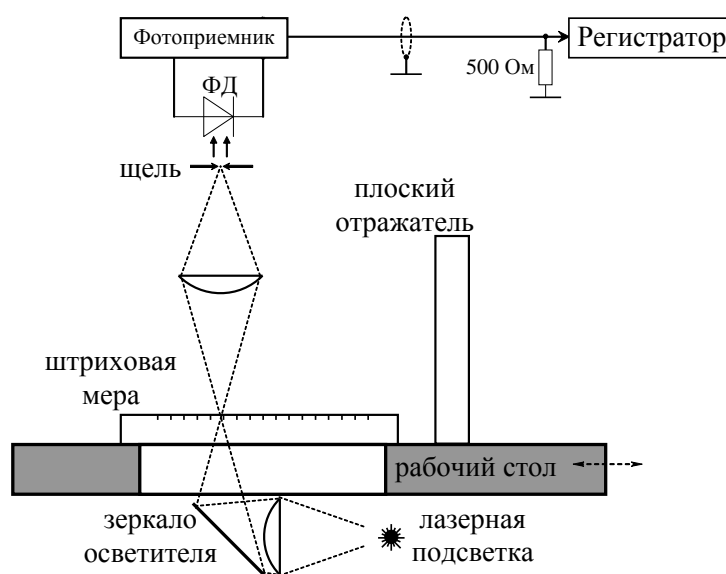 Фотоприемник
Регистратор
500 Ом
ФД
щель
плоский
отражатель
штриховая
мера
рабочий стол
зеркало
осветителя
лазерная
подсветка